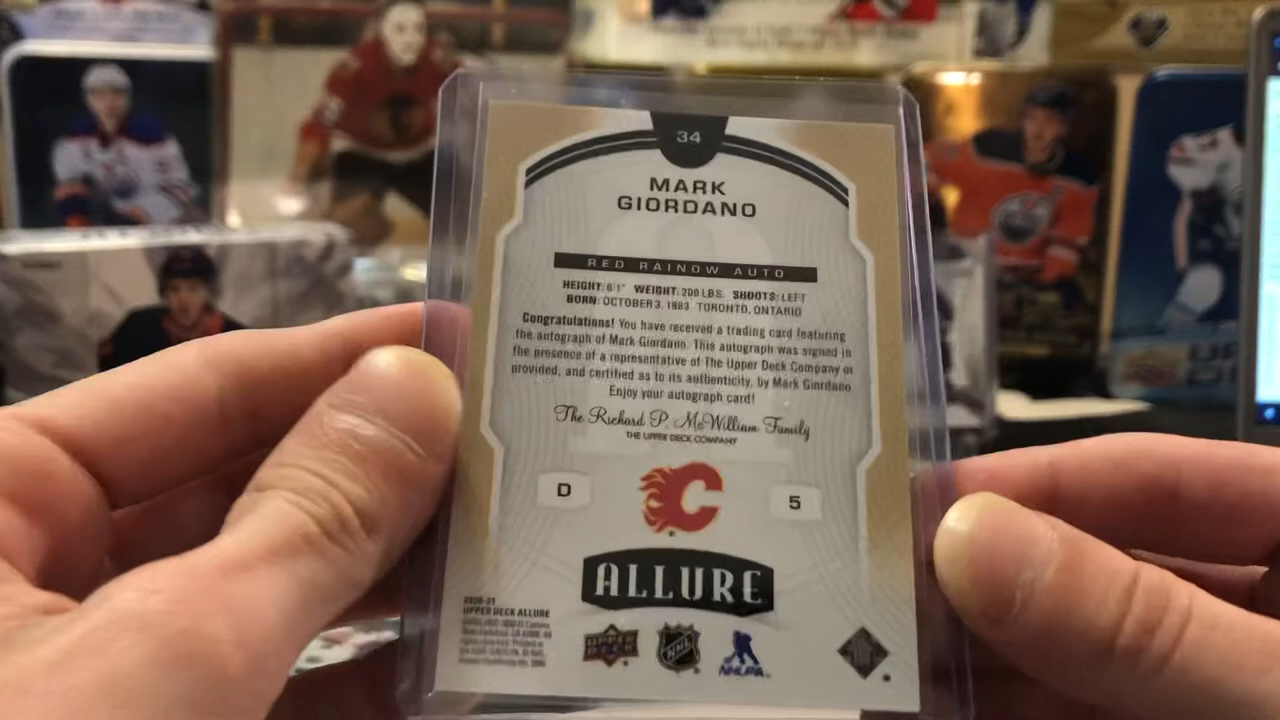 34
MARK
GIORDANO
RED RAINOW AUTO
HEIGHT: 6'1" WEIGHT: 200 LBS. SHOOTS: LEFT
BORN: OCTOBER 3, 1983 TORONTO, ONTARIO
Congratulations! You have received a trading card featuring
the autograph of Mark Giordano. This autograph was signed in
the presence of a representative of The Upper Deck Company or
provided, and certified as to its authenticity, by Mark Giordano.
Enjoy your autograph card!
The Richard P. McWilliam Family
THE UPPER DECK COMPANY
D
C
5
ALLURE
2020-21
UPPER DECK ALLURE
UPPER DECK
NHL
NHLPA